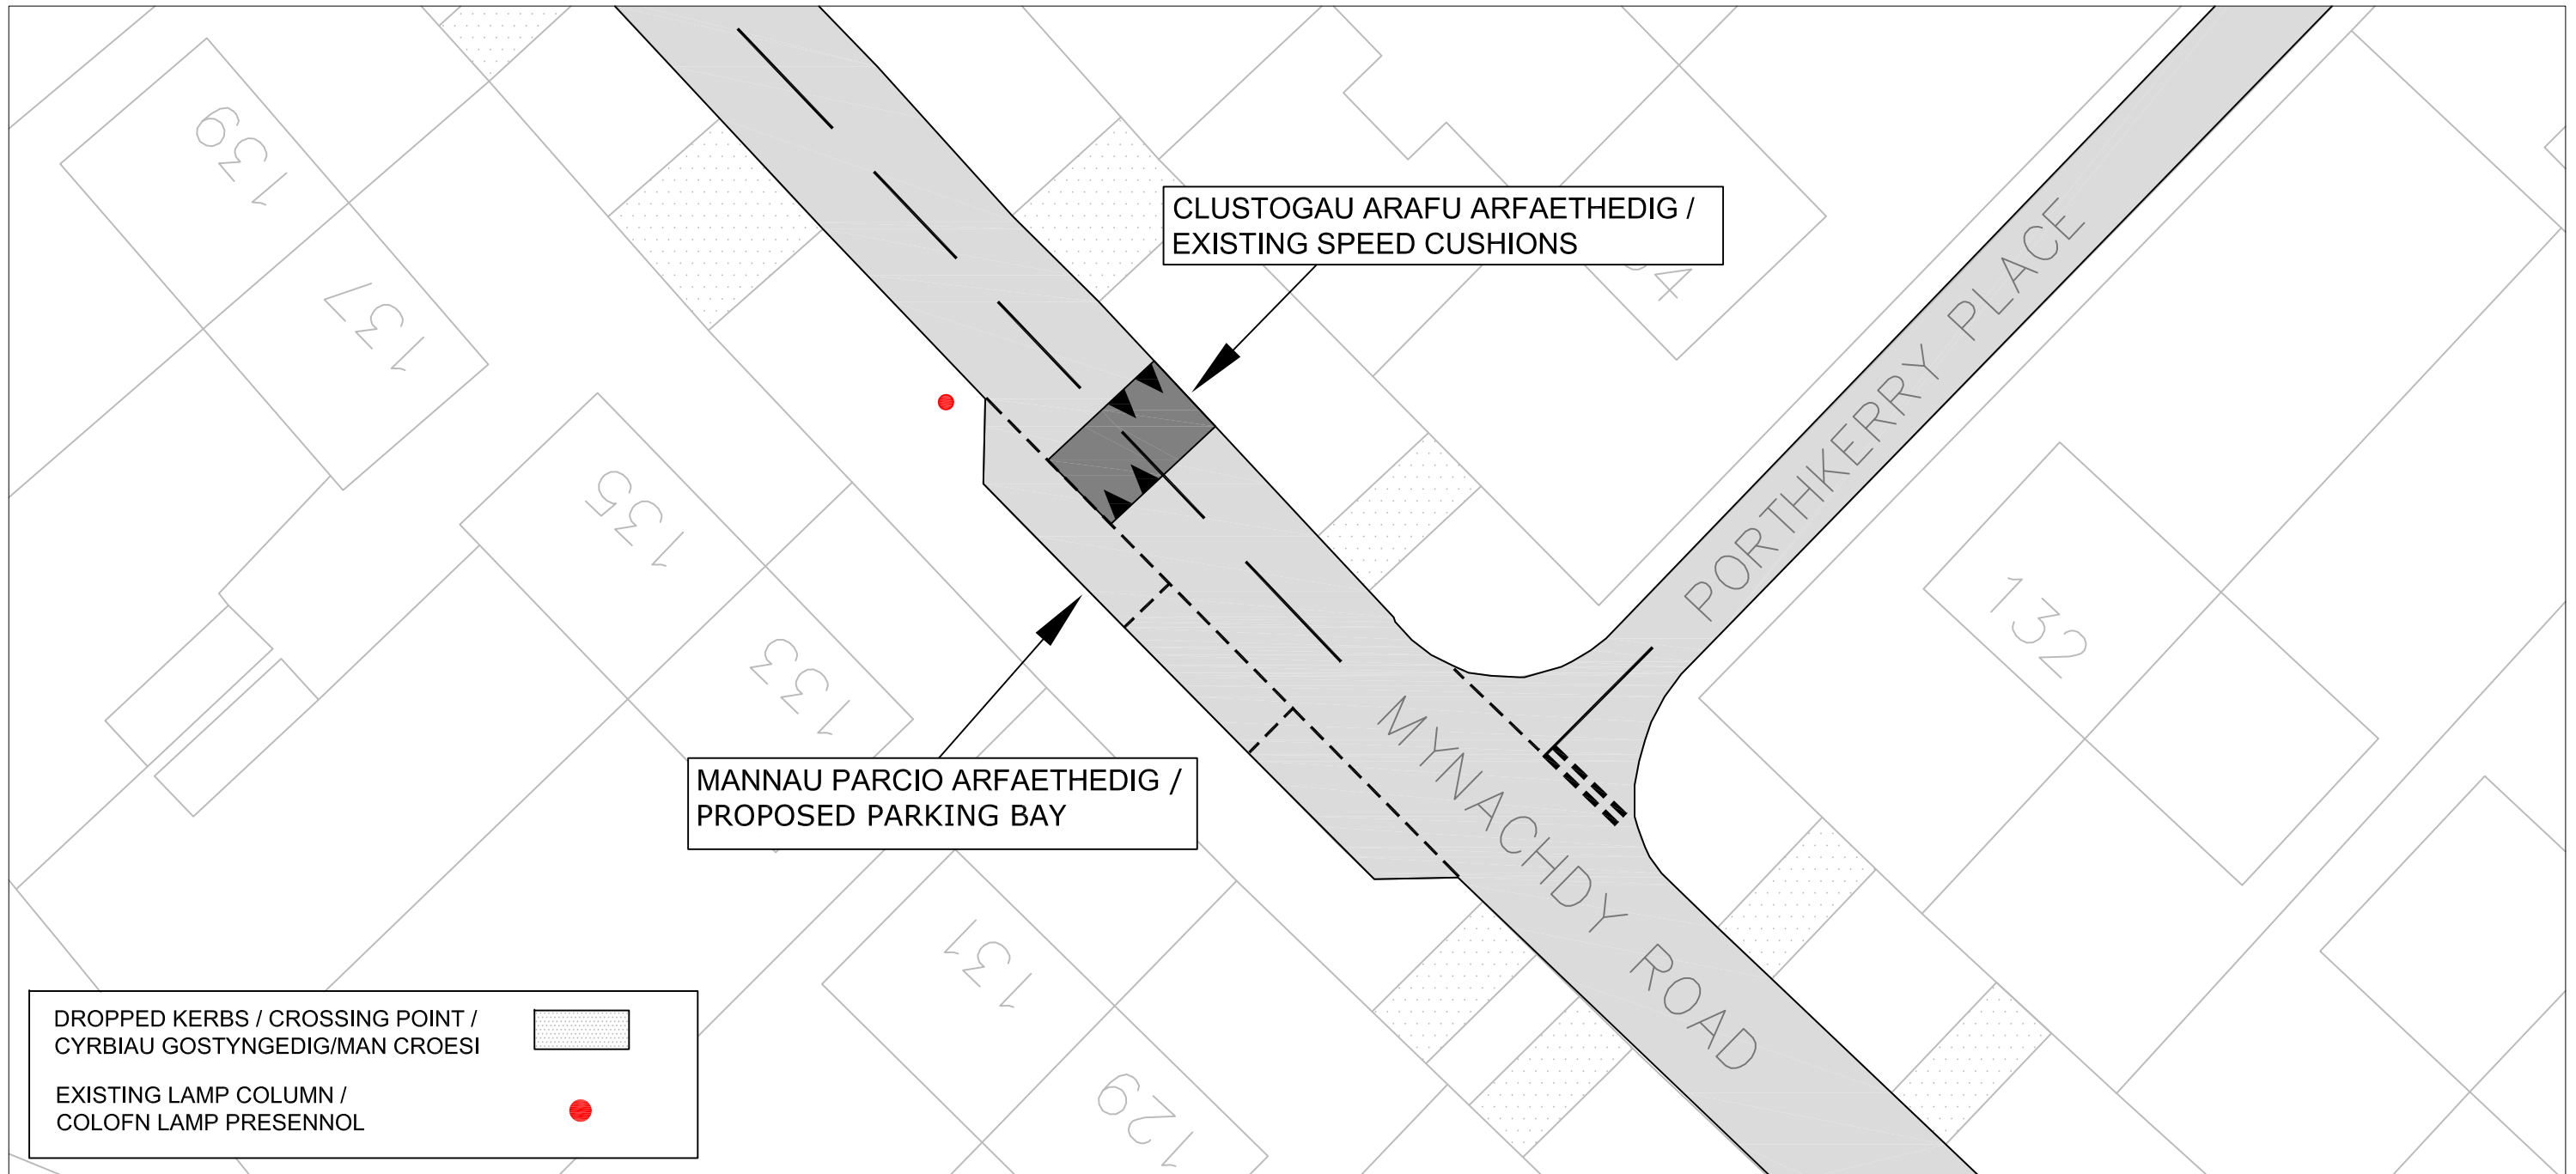 139
137
CLUSTOGAU ARAFU ARFAETHEDIG /
EXISTING SPEED CUSHIONS
PORTHKERRY PLACE
135
133
132
MANNAU PARCIO ARFAETHEDIG /
PROPOSED PARKING BAY
MYNACHDY ROAD
131
129
DROPPED KERBS / CROSSING POINT /
CYRBIAU GOSTYNGEDIG/MAN CROESI
EXISTING LAMP COLUMN /
COLOFN LAMP PRESENNOL